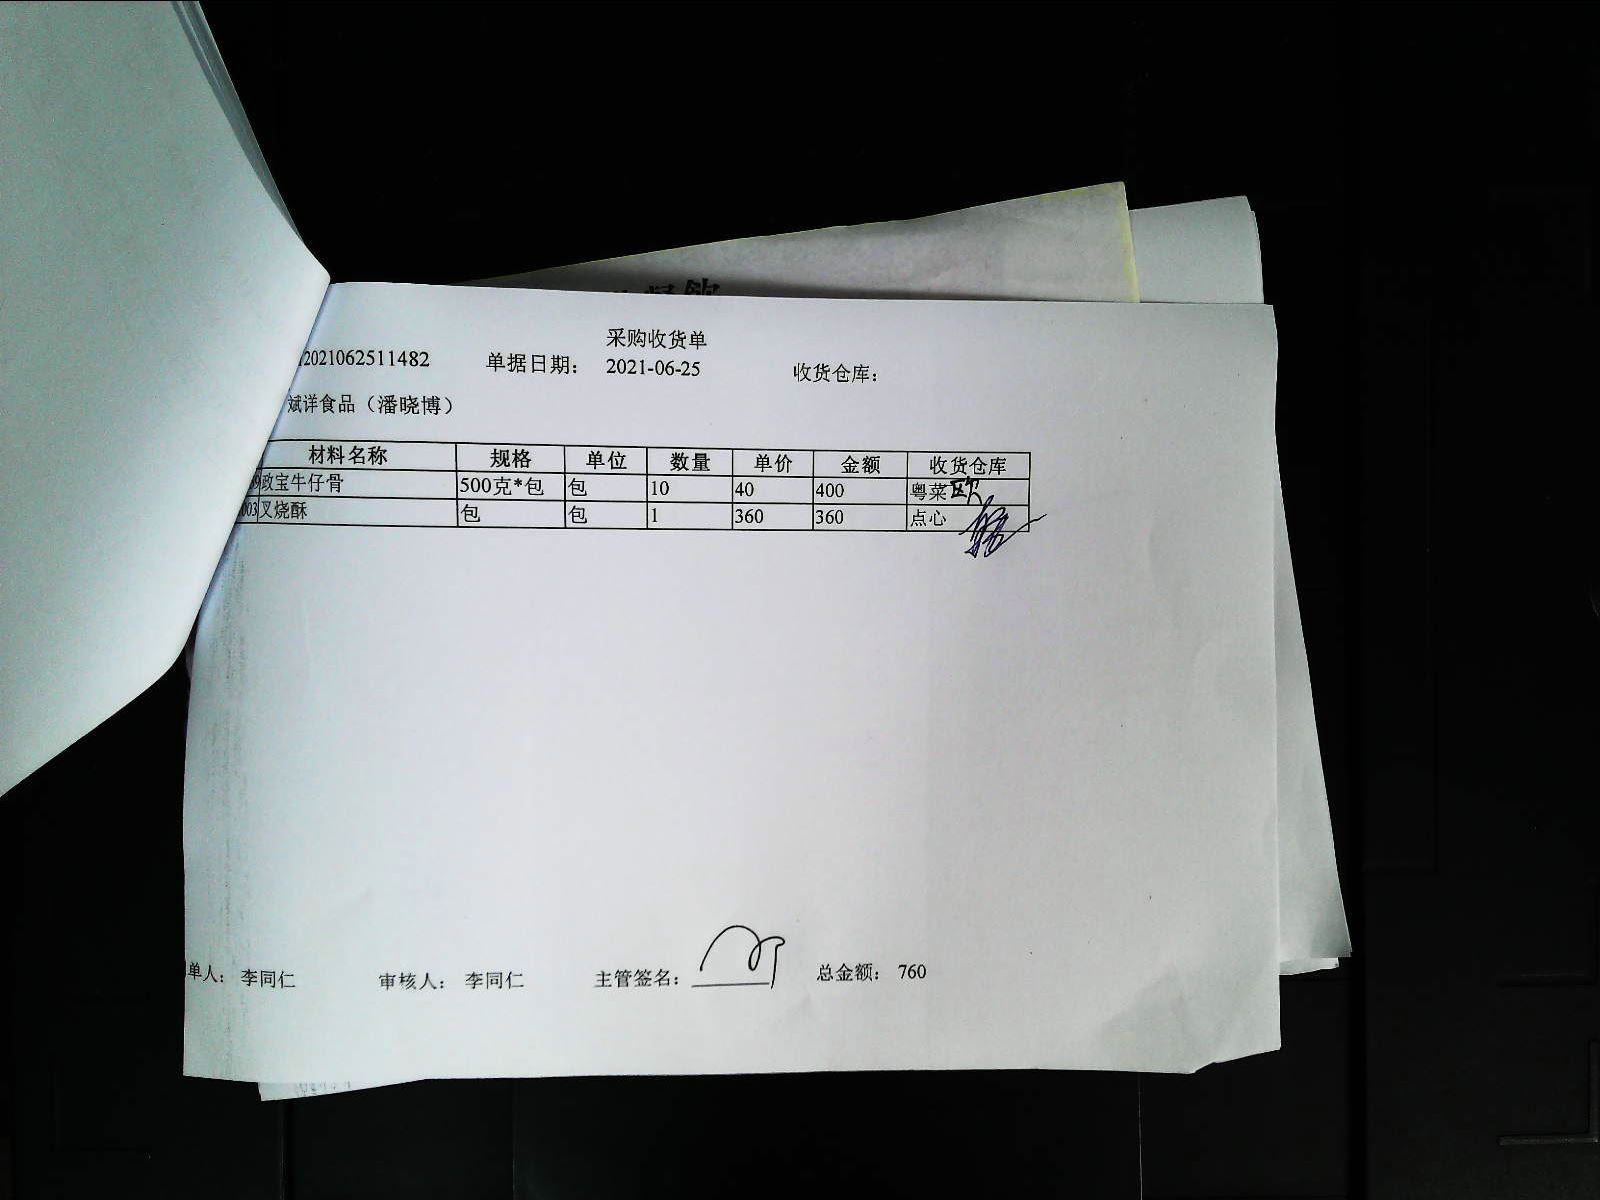 采购收货单
2021062511482 单据日期： 2021-06-25 收货仓库：
斌详食品（潘晓博）
材料名称 规格 单位 数量 单价 金额 收货仓库
政宝牛仔骨 500克*包 包 10 40 400 粤菜 欧
003 叉烧酥 包 包 1 360 360 点心
单人： 李同仁 审核人： 李同仁 主管签名： 总金额： 760